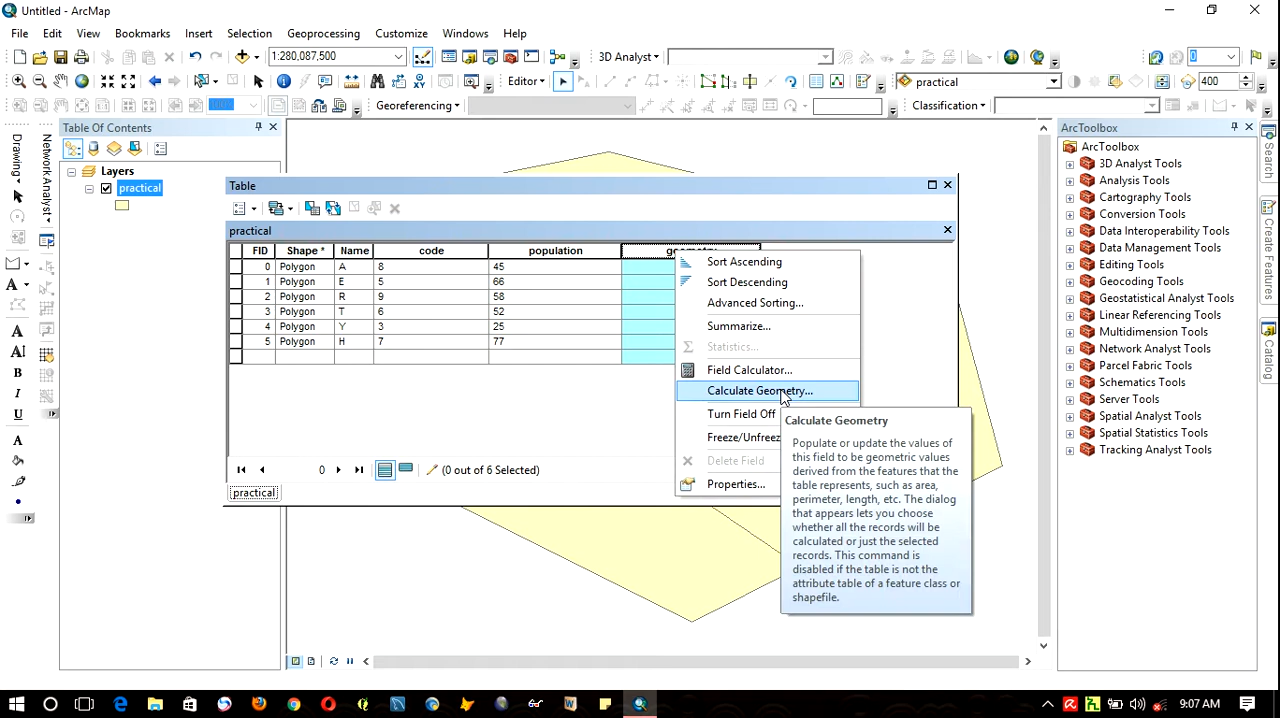 Untitled - ArcMap
File Edit View Bookmarks Insert Selection Geoprocessing Customize Windows Help
1:280,087,500 3D Analyst
Editor practical 400
Georeferencing Classification
Table Of Contents
Layers
practical
Drawing
Network Analyst
Table
practical
FID Shape * Name code population
0 Polygon A 8 45
1 Polygon E 5 66
2 Polygon R 9 58
3 Polygon T 6 52
4 Polygon Y 3 25
5 Polygon H 7 77
0 (0 out of 6 Selected)
practical
Sort Ascending
Sort Descending
Advanced Sorting...
Summarize...
Statistics...
Field Calculator...
Calculate Geometry...
Turn Field Off
Freeze/Unfreez
Delete Field
Properties...
Calculate Geometry
Populate or update the values of
this field to be geometric values
derived from the features that the
table represents, such as area,
perimeter, length, etc. The dialog
that appears lets you choose
whether all the records will be
calculated or just the selected
records. This command is
disabled if the table is not the
attribute table of a feature class or
shapefile.
ArcToolbox
ArcToolbox
3D Analyst Tools
Analysis Tools
Cartography Tools
Conversion Tools
Data Interoperability Tools
Data Management Tools
Editing Tools
Geocoding Tools
Geostatistical Analyst Tools
Linear Referencing Tools
Multidimension Tools
Network Analyst Tools
Parcel Fabric Tools
Schematics Tools
Server Tools
Spatial Analyst Tools
Spatial Statistics Tools
Tracking Analyst Tools
Search
Create Features
Catalog
9:07 AM